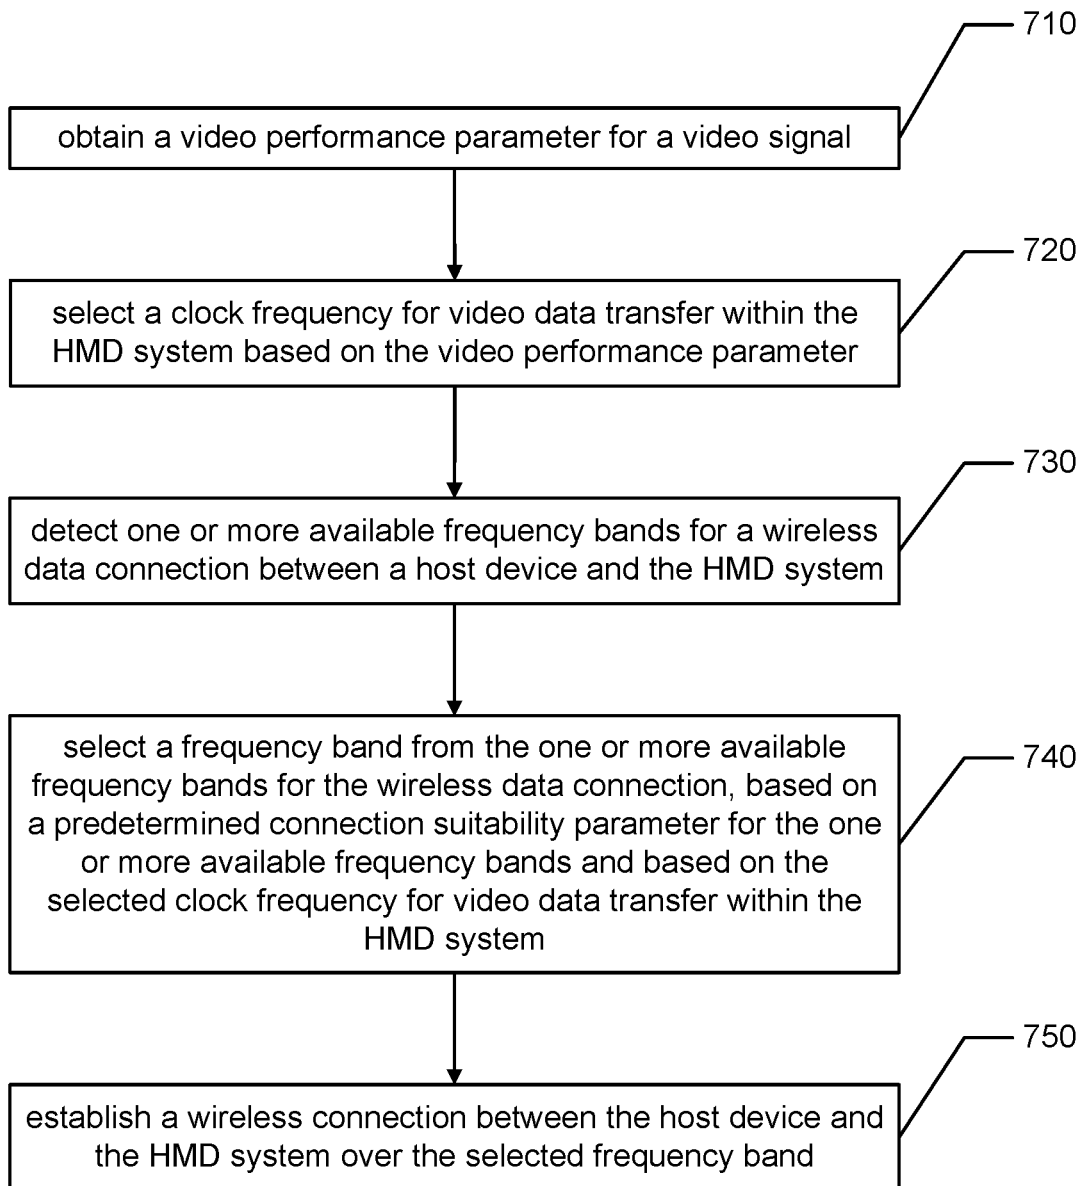 710
obtain a video performance parameter for a video signal
720
select a clock frequency for video data transfer within the
HMD system based on the video performance parameter
730
detect one or more available frequency bands for a wireless
data connection between a host device and the HMD system
740
select a frequency band from the one or more available
frequency bands for the wireless data connection, based on
a predetermined connection suitability parameter for the one
or more available frequency bands and based on the
selected clock frequency for video data transfer within the
HMD system
750
establish a wireless connection between the host device and
the HMD system over the selected frequency band